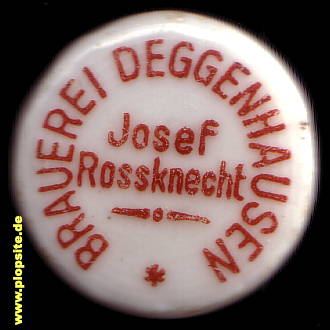 BRAUEREI DEGGENHAUSEN
Josef
Rossknecht
*
www.plopsite.de